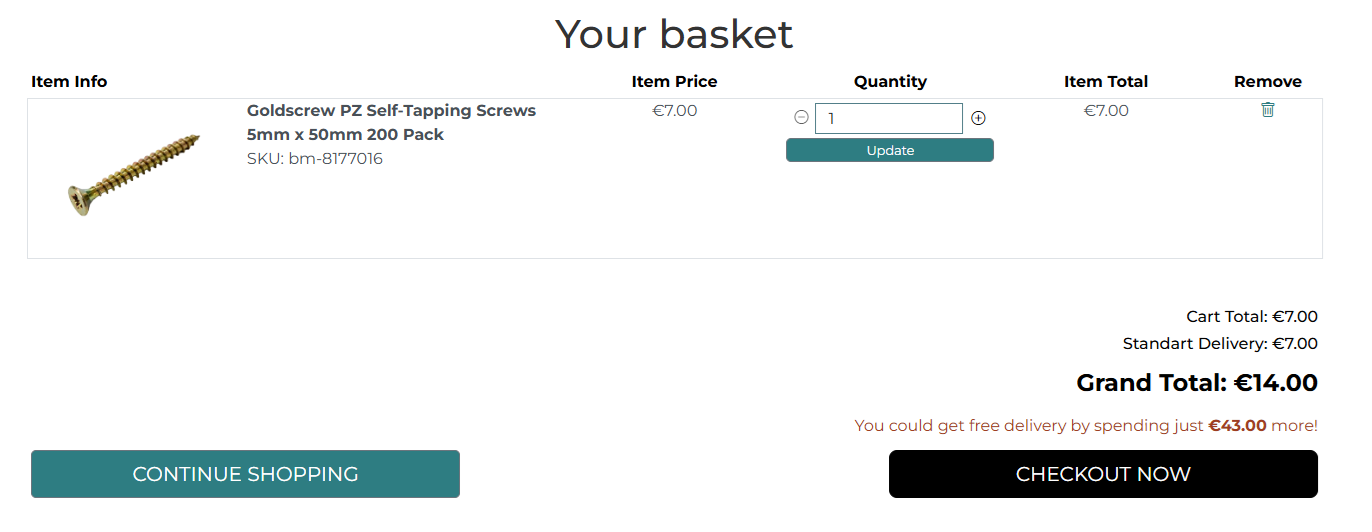 Your basket
Item Info Item Price Quantity Item Total Remove
Goldscrew PZ Self-Tapping Screws €7.00 1 €7.00
5mm x 50mm 200 Pack
Update
SKU: bm-8177016
Cart Total: €7.00
Standart Delivery: €7.00
Grand Total: €14.00
You could get free delivery by spending just €43.00 more!
CONTINUE SHOPPING CHECKOUT NOW